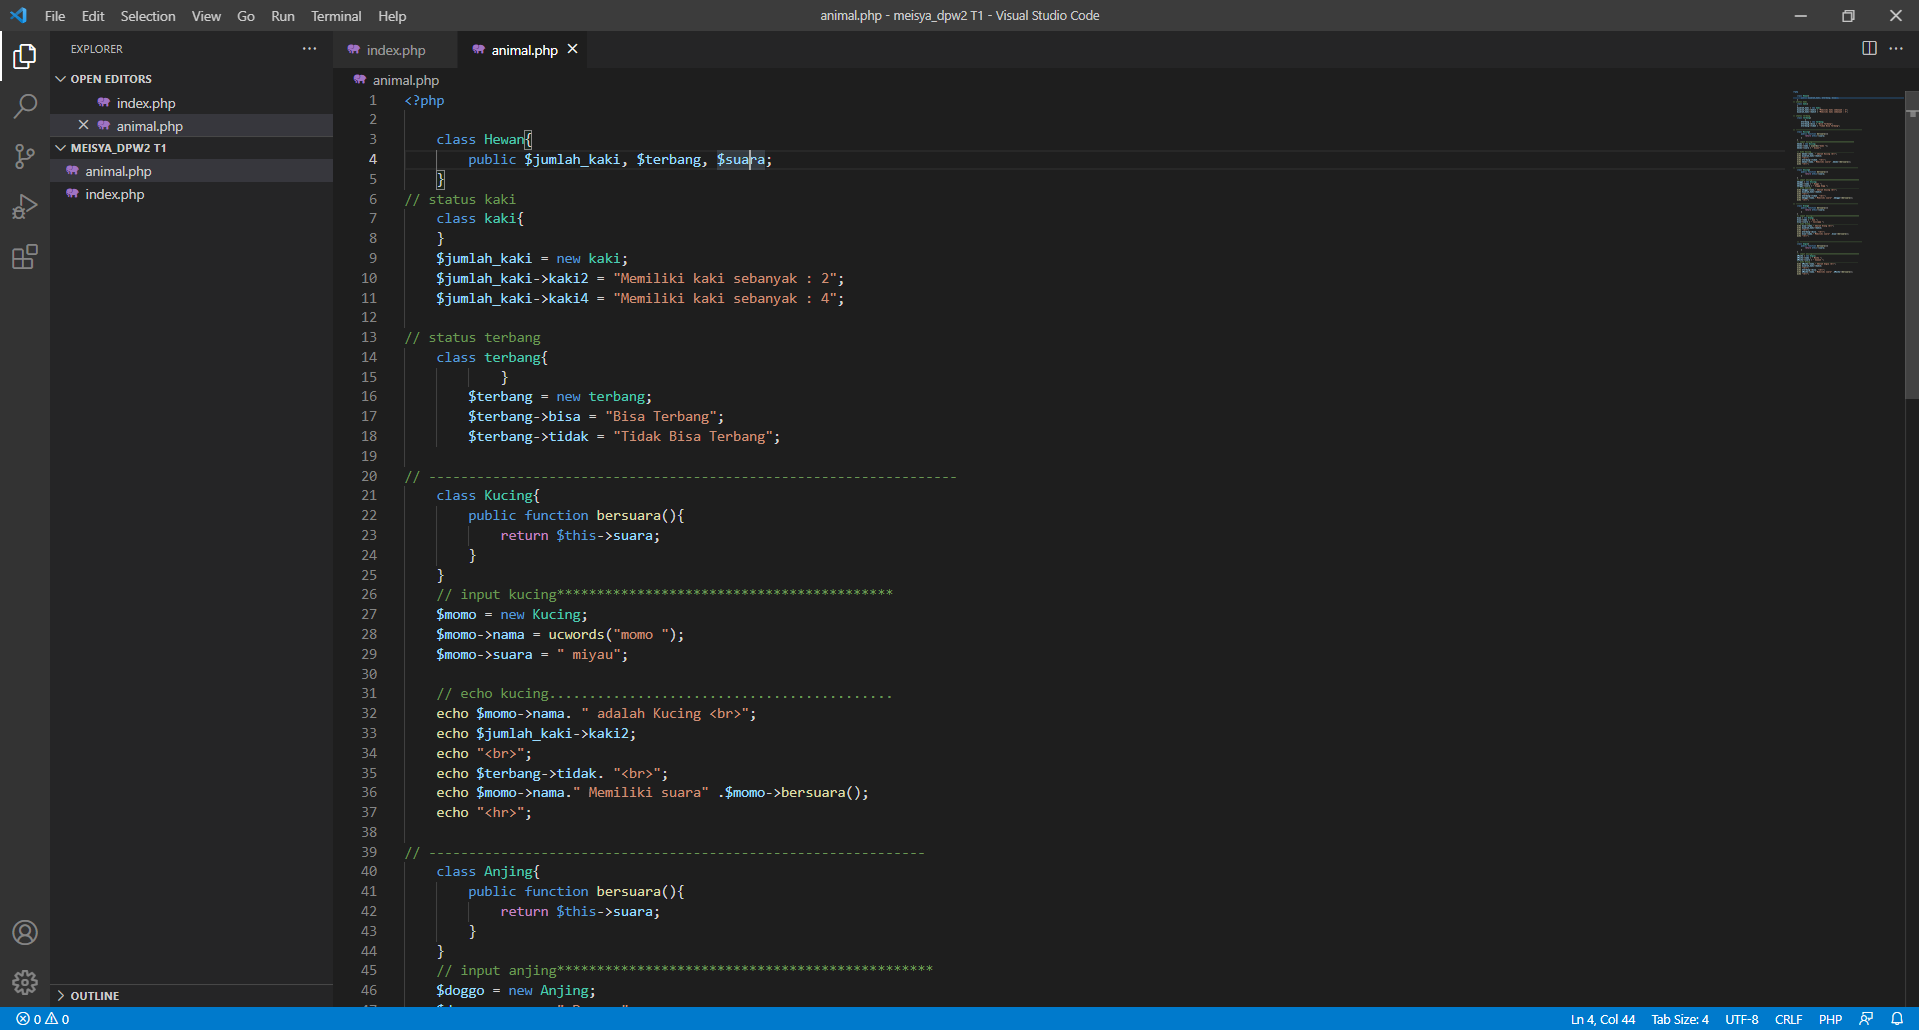 File Edit Selection View Go Run Terminal Help
animal.php - meisya_dpw2 T1 - Visual Studio Code
EXPLORER
OPEN EDITORS
index.php
animal.php
MEISYA_DPW2 T1
animal.php
index.php
OUTLINE
index.php animal.php
animal.php
1 <?php
2
3 class Hewan{
4 public $jumlah_kaki, $terbang, $suara;
5 }
6 // status kaki
7 class kaki{
8 }
9 $jumlah_kaki = new kaki;
10 $jumlah_kaki->kaki2 = "Memiliki kaki sebanyak : 2";
11 $jumlah_kaki->kaki4 = "Memiliki kaki sebanyak : 4";
12
13 // status terbang
14 class terbang{
15 }
16 $terbang = new terbang;
17 $terbang->bisa = "Bisa Terbang";
18 $terbang->tidak = "Tidak Bisa Terbang";
19
20 // ------------------------------------------------------------------
21 class Kucing{
22 public function bersuara(){
23 return $this->suara;
24 }
25 }
26 // input kucing******************************************
27 $momo = new Kucing;
28 $momo->nama = ucwords("momo ");
29 $momo->suara = " miyau";
30
31 // echo kucing...........................................
32 echo $momo->nama. " adalah Kucing <br>";
33 echo $jumlah_kaki->kaki2;
34 echo "<br>";
35 echo $terbang->tidak. "<br>";
36 echo $momo->nama." Memiliki suara" .$momo->bersuara();
37 echo "<hr>";
38
39 // --------------------------------------------------------------
40 class Anjing{
41 public function bersuara(){
42 return $this->suara;
43 }
44 }
45 // input anjing***********************************************
46 $doggo = new Anjing;
0 0
Ln 4, Col 44 Tab Size: 4 UTF-8 CRLF PHP